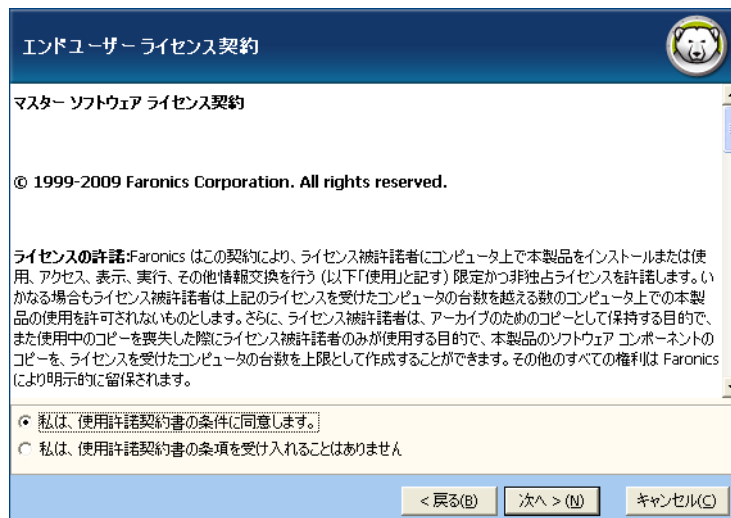 エンドユーザー ライセンス契約
マスター ソフトウェア ライセンス契約
© 1999-2009 Faronics Corporation. All rights reserved.
ライセンスの許諾:Faronics はこの契約により、ライセンス被許諾者にコンピュータ上で本製品をインストールまたは使
用、アクセス、表示、実行、その他情報交換を行う (以下「使用」と記す) 限定かつ非独占ライセンスを許諾します。い
かなる場合もライセンス被許諾者は上記のライセンスを受けたコンピュータの台数を越える数のコンピュータ上での本製
品の使用を許可されないものとします。さらに、ライセンス被許諾者は、アーカイブのためのコピーとして保持する目的で、
また使用中のコピーを喪失した際にライセンス被許諾者のみが使用する目的で、本製品のソフトウェア コンポーネントの
コピーを、ライセンスを受けたコンピュータの台数を上限として作成することができます。その他のすべての権利は Faronics
により明示的に留保されます。
私は、使用許諾契約書の条件に同意します。
私は、使用許諾契約書の条項を受け入れることはありません
< 戻る(B) 次へ > (N) キャンセル(C)